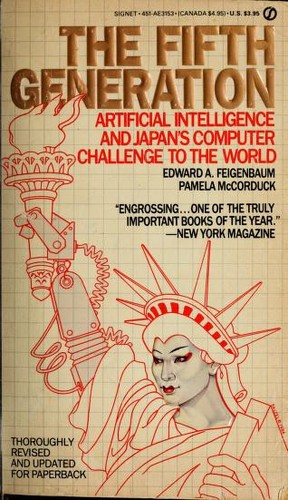 SIGNET • 451-AE3153 • (CANADA $4.95) • U.S. $3.95
THE FIFTH
GENERATION
ARTIFICIAL INTELLIGENCE
AND JAPAN'S COMPUTER
CHALLENGE TO THE WORLD
EDWARD A. FEIGENBAUM
PAMELA McCORDUCK
"ENGROSSING...ONE OF THE TRULY
IMPORTANT BOOKS OF THE YEAR."
—NEW YORK MAGAZINE
THOROUGHLY
REVISED
AND UPDATED
FOR PAPERBACK